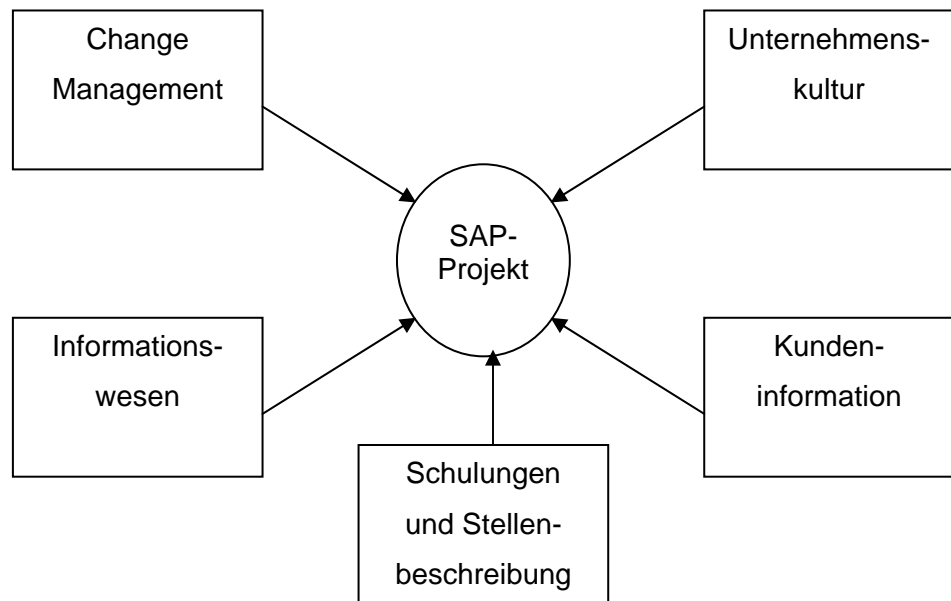 Change
Management
Unternehmens-
kultur
SAP-
Projekt
Informations-
wesen
Kunden-
information
Schulungen
und Stellen-
beschreibung